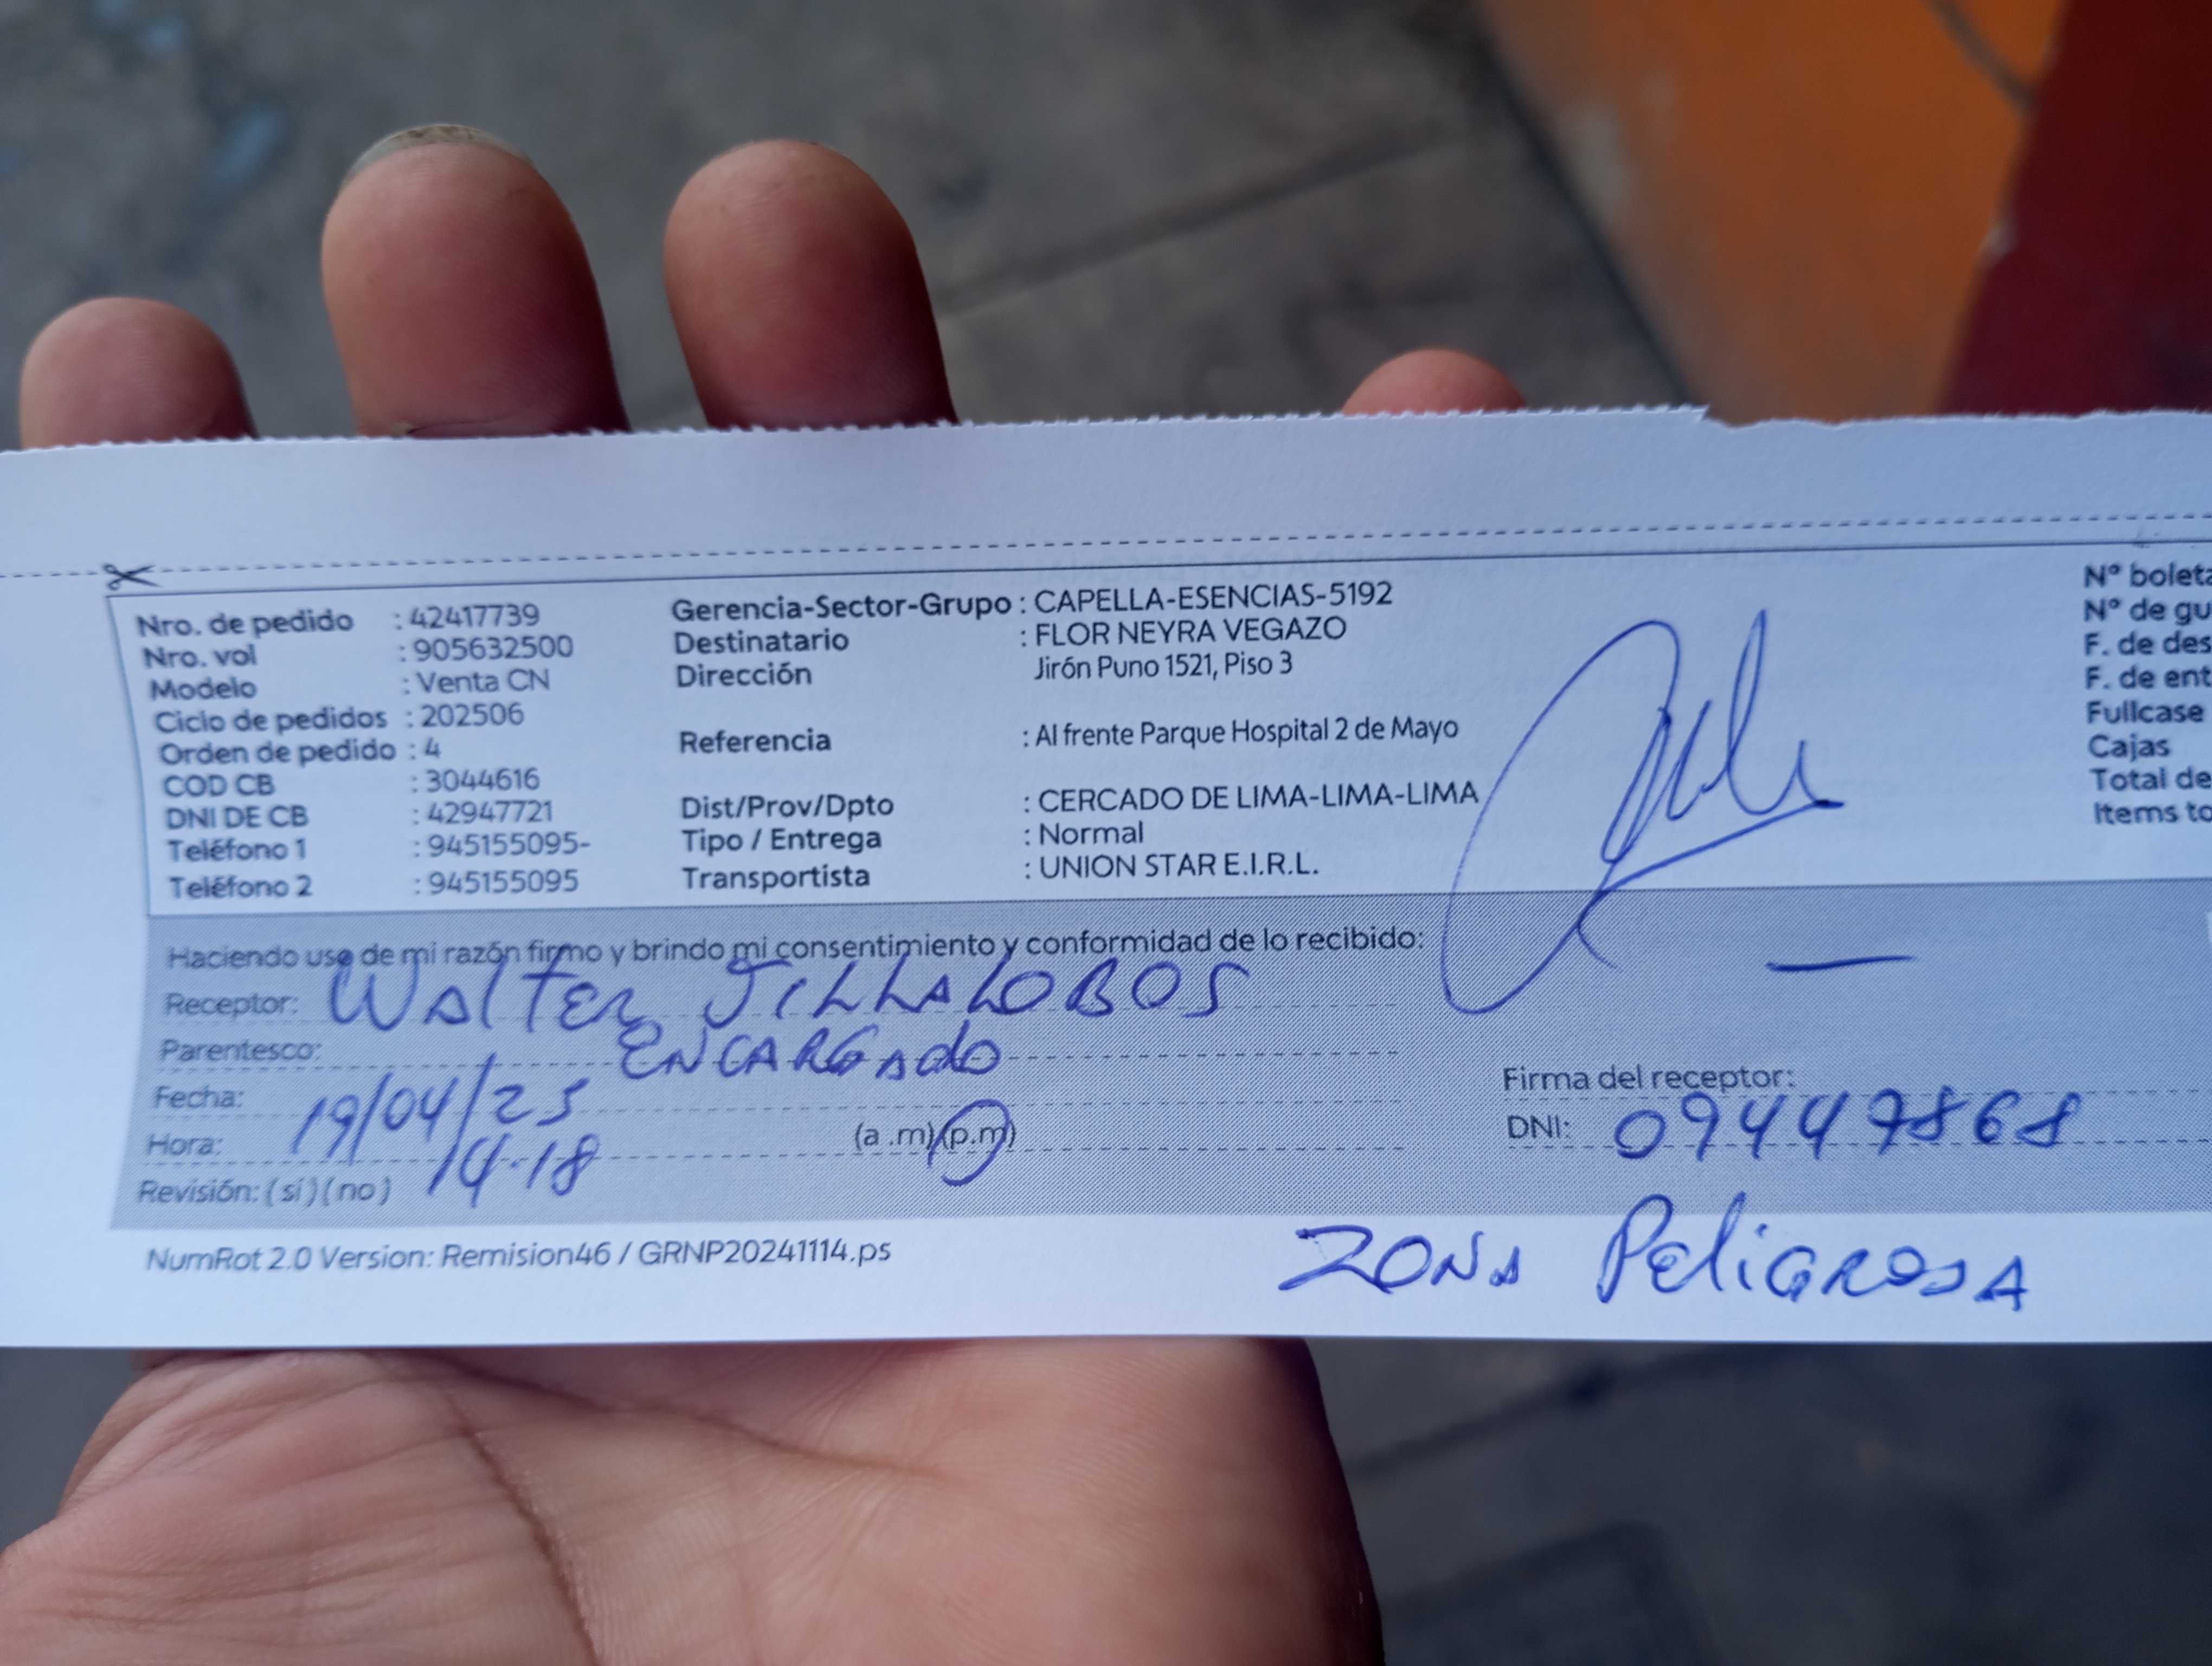 Nro. de pedido : 42417739
Nro. vol : 905632500
Modelo : Venta CN
Ciclo de pedidos : 202506
Orden de pedido : 4
COD CB : 3044616
DNI DE CB : 42947721
Teléfono 1 : 945155095-
Teléfono 2 : 945155095
Gerencia-Sector-Grupo : CAPELLA-ESENCIAS-5192
Destinatario : FLOR NEYRA VEGAZO
Dirección Jirón Puno 1521, Piso 3
Referencia : Al frente Parque Hospital 2 de Mayo
Dist/Prov/Dpto : CERCADO DE LIMA-LIMA-LIMA
Tipo / Entrega : Normal
Transportista : UNION STAR E.I.R.L.
Nº boleta
Nº de gu
F. de des
F. de ent
Fullcase
Cajas
Total de
Items to
Haciendo uso de mi razón firmo y brindo mi consentimiento y conformidad de lo recibido:
Receptor: Walter VILLALOBOS
Parentesco: ENCARGAdo
Fecha: 19/04/25
Hora: 14.18 (a.m)(p.m)
Revisión: (si)(no)
Firma del receptor:
DNI: 09447868
ZONA PeliGROSA
NumRot 2.0 Version: Remision46 / GRNP20241114.ps